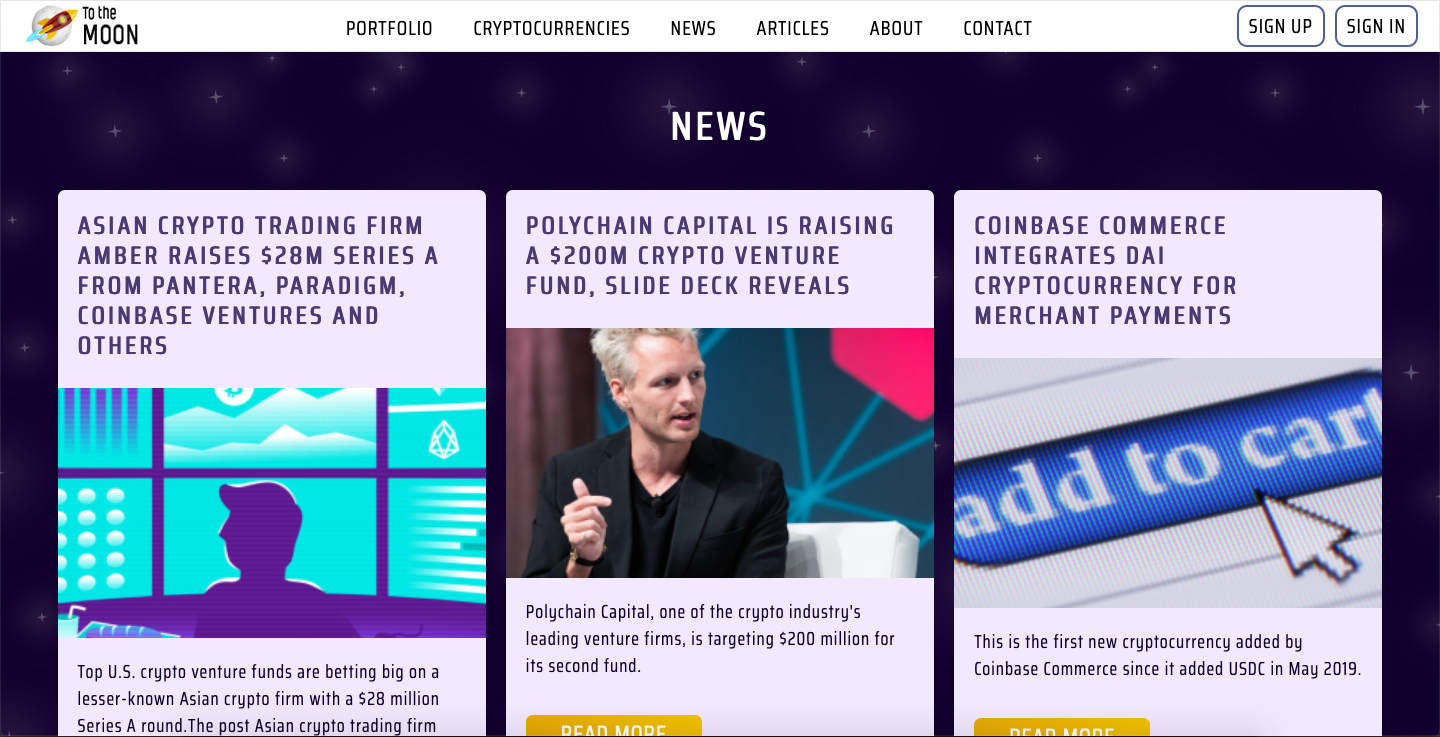 To the
MOON
PORTFOLIO CRYPTOCURRENCIES NEWS ARTICLES ABOUT CONTACT
SIGN UP SIGN IN
NEWS
ASIAN CRYPTO TRADING FIRM
AMBER RAISES $28M SERIES A
FROM PANTERA, PARADIGM,
COINBASE VENTURES AND
OTHERS
Top U.S. crypto venture funds are betting big on a
lesser-known Asian crypto firm with a $28 million
Series A round.The post Asian crypto trading firm
POLYCHAIN CAPITAL IS RAISING
A $200M CRYPTO VENTURE
FUND, SLIDE DECK REVEALS
Polychain Capital, one of the crypto industry's
leading venture firms, is targeting $200 million for
its second fund.
READ MORE
COINBASE COMMERCE
INTEGRATES DAI
CRYPTOCURRENCY FOR
MERCHANT PAYMENTS
add to cart
This is the first new cryptocurrency added by
Coinbase Commerce since it added USDC in May 2019.
READ MORE